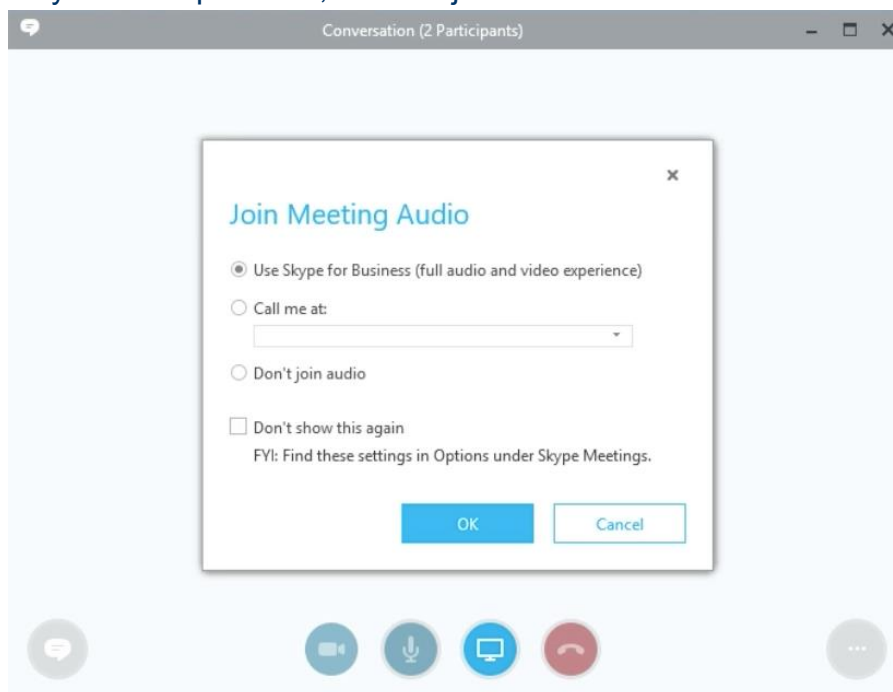 Conversation (2 Participants)
Join Meeting Audio
Use Skype for Business (full audio and video experience)
Call me at:
Don't join audio
Don't show this again
FYI: Find these settings in Options under Skype Meetings.
OK
Cancel